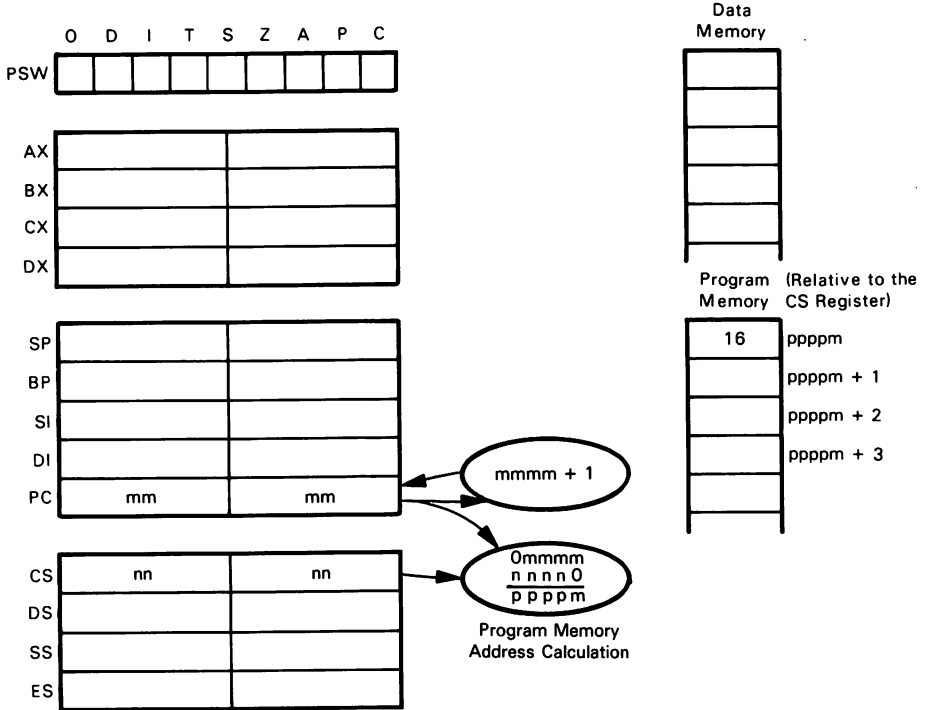 O D I T S Z A P C
PSW
AX
BX
CX
DX
SP
BP
SI
DI
PC mm mm
mmmm + 1
CS nn nn
DS
SS
ES
0mmmm
n n n n 0
p p p p m
Program Memory
Address Calculation
Data
Memory
Program
Memory
(Relative to the
CS Register)
16 ppppm
ppppm + 1
ppppm + 2
ppppm + 3